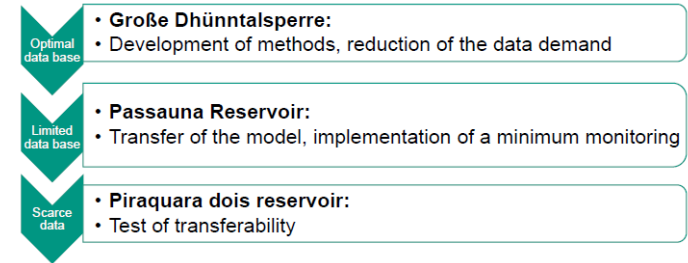 Optimal
data base
• Große Dhünntalsperre:
• Development of methods, reduction of the data demand
Limited
data base
• Passauna Reservoir:
• Transfer of the model, implementation of a minimum monitoring
Scarce
data
• Piraquara dois reservoir:
• Test of transferability